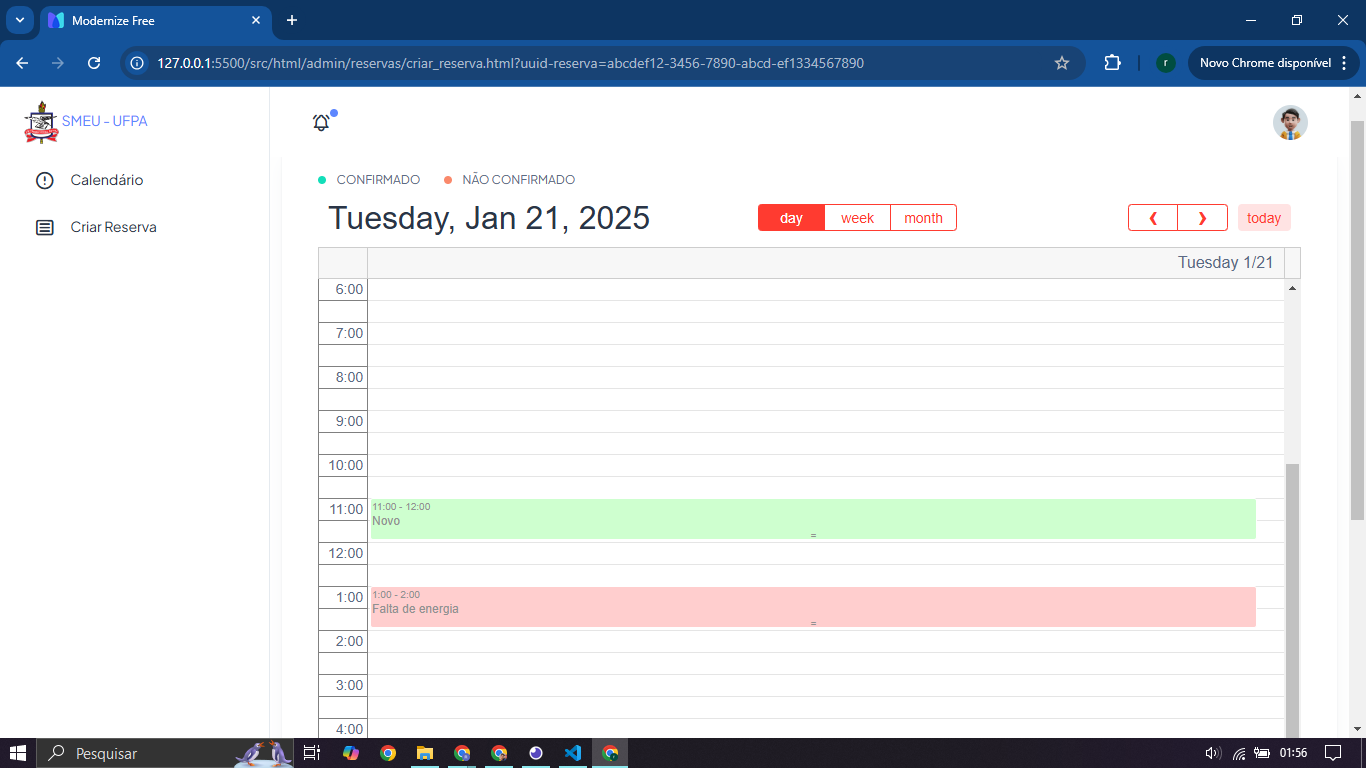 Modernize Free
127.0.0.1:5500/src/html/admin/reservas/criar_reserva.html?uuid-reserva=abcdef12-3456-7890-abcd-ef1334567890
r
Novo Chrome disponível
SMEU - UFPA
Calendário
Criar Reserva
CONFIRMADO NÃO CONFIRMADO
Tuesday, Jan 21, 2025
day week month
today
Tuesday 1/21
6:00
7:00
8:00
9:00
10:00
11:00
11:00 - 12:00
Novo
12:00
1:00
1:00 - 2:00
Falta de energia
2:00
3:00
4:00
Pesquisar
01:56